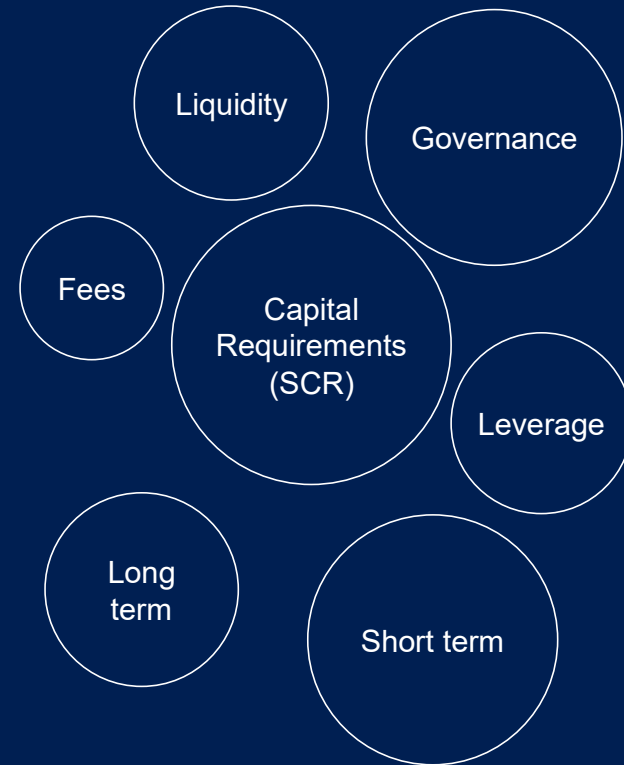 Liquidity
Governance
Fees
Capital
Requirements
(SCR)
Leverage
Long
term
Short term